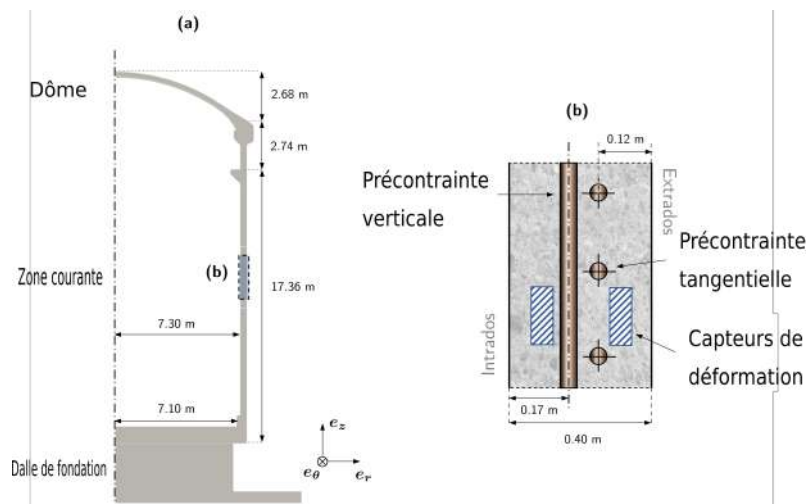 (a)
Dôme
2.68 m
2.74 m
Zone courante
(b)
17.36 m
7.30 m
7.10 m
Dalle de fondation
e_z
e_θ
e_r
(b)
0.12 m
Précontrainte
verticale
Extrados
Précontrainte
tangentielle
Intrados
Capteurs de
déformation
0.17 m
0.40 m